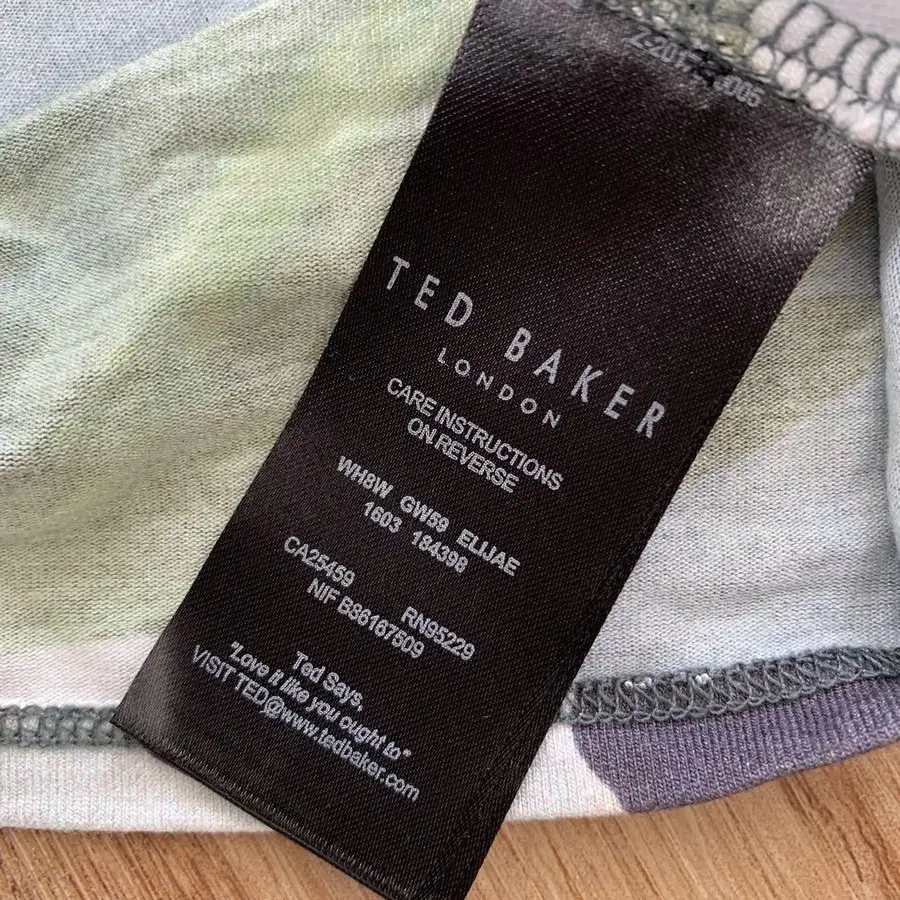 TED BAKER
LONDON
CARE INSTRUCTIONS
ON REVERSE
WH8W GW59 ELIJAE
1603 184398
CA25459 RN95229
NIF B86167509
Ted Says,
"Love it like you ought to"
VISIT TED@www.tedbaker.com